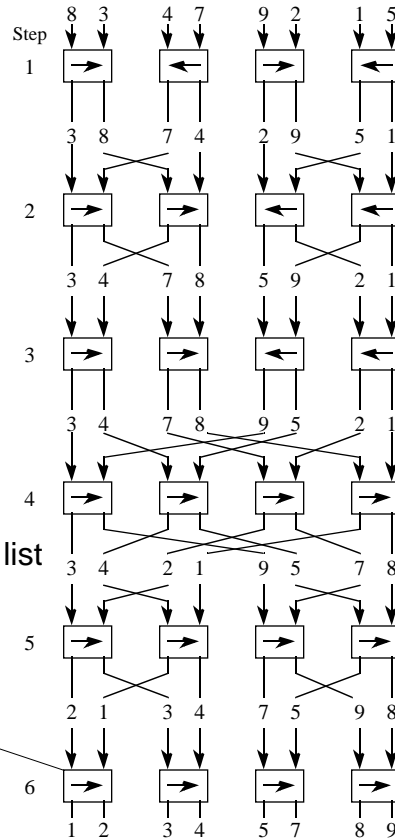 8 3 4 7 9 2 1 5
Step
1
3 8 7 4 2 9 5 1
2
3 4 7 8 5 9 2 1
3
3 4 7 8 9 5 2 1
4
list
3 4 2 1 9 5 7 8
5
2 1 3 4 7 5 9 8
6
1 2 3 4 5 7 8 9